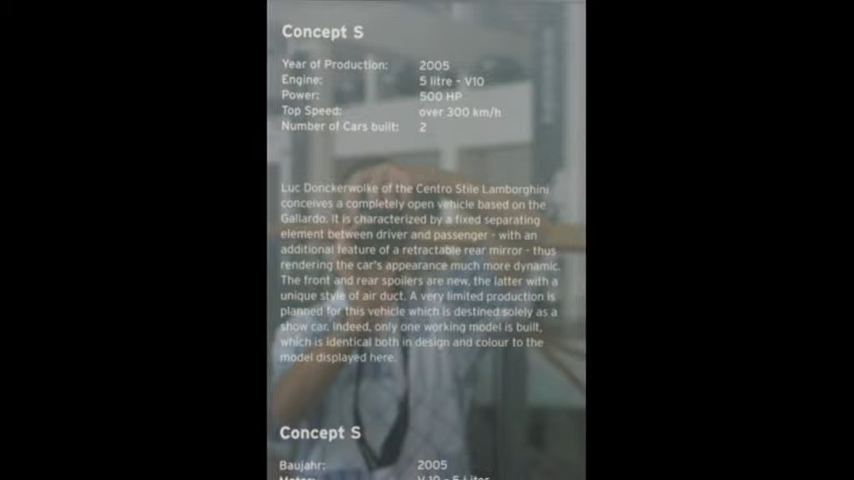 Concept S
Year of Production: 2005
Engine: 5 litre - V10
Power: 500 HP
Top Speed: over 300 km/h
Number of Cars built: 2
Luc Donckerwolke of the Centro Stile Lamborghini
conceives a completely open vehicle based on the
Gallardo. It is characterized by a fixed separating
element between driver and passenger - with an
additional feature of a retractable rear mirror - thus
rendering the car's appearance much more dynamic.
The front and rear spoilers are new, the latter with a
unique style of air duct. A very limited production is
planned for this vehicle which is destined solely as a
show car. Indeed, only one working model is built,
which is identical both in design and colour to the
model displayed here.
Concept S
Baujahr: 2005
Motor: V 10 - 5 Liter